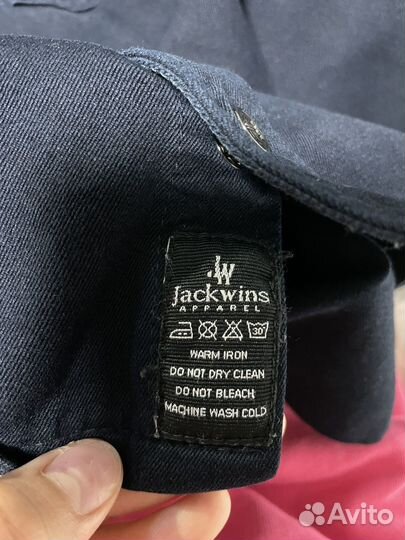 JW
Jackwins
APPAREL
30°
WARM IRON
DO NOT DRY CLEAN
DO NOT BLEACH
MACHINE WASH COLD
Avito